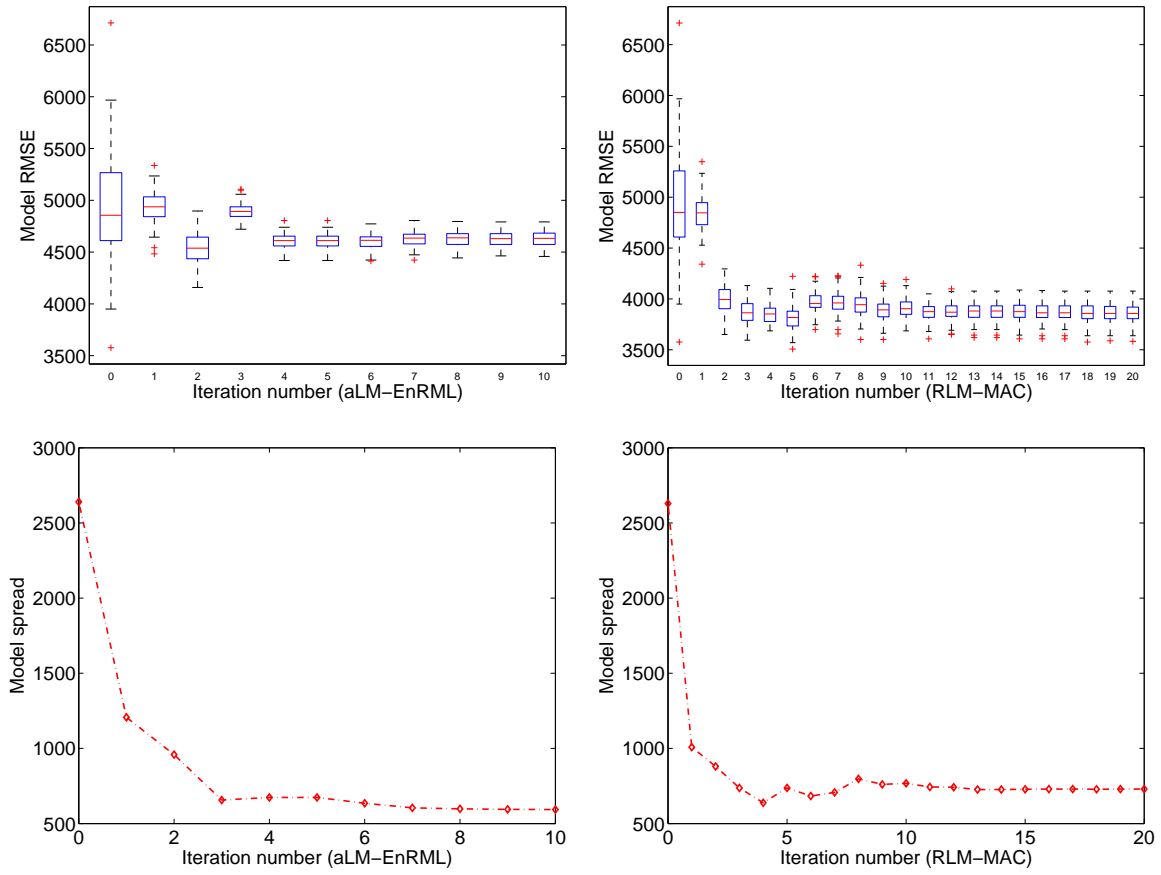 6500
6000
5500
5000
4500
4000
3500
Model RMSE
0 1 2 3 4 5 6 7 8 9 10
Iteration number (aLM−EnRML)
6500
6000
5500
5000
4500
4000
3500
Model RMSE
0 1 2 3 4 5 6 7 8 9 10 11 12 13 14 15 16 17 18 19 20
Iteration number (RLM−MAC)
3000
2500
2000
1500
1000
500
Model spread
0 2 4 6 8 10
Iteration number (aLM−EnRML)
3000
2500
2000
1500
1000
500
Model spread
0 5 10 15 20
Iteration number (RLM−MAC)